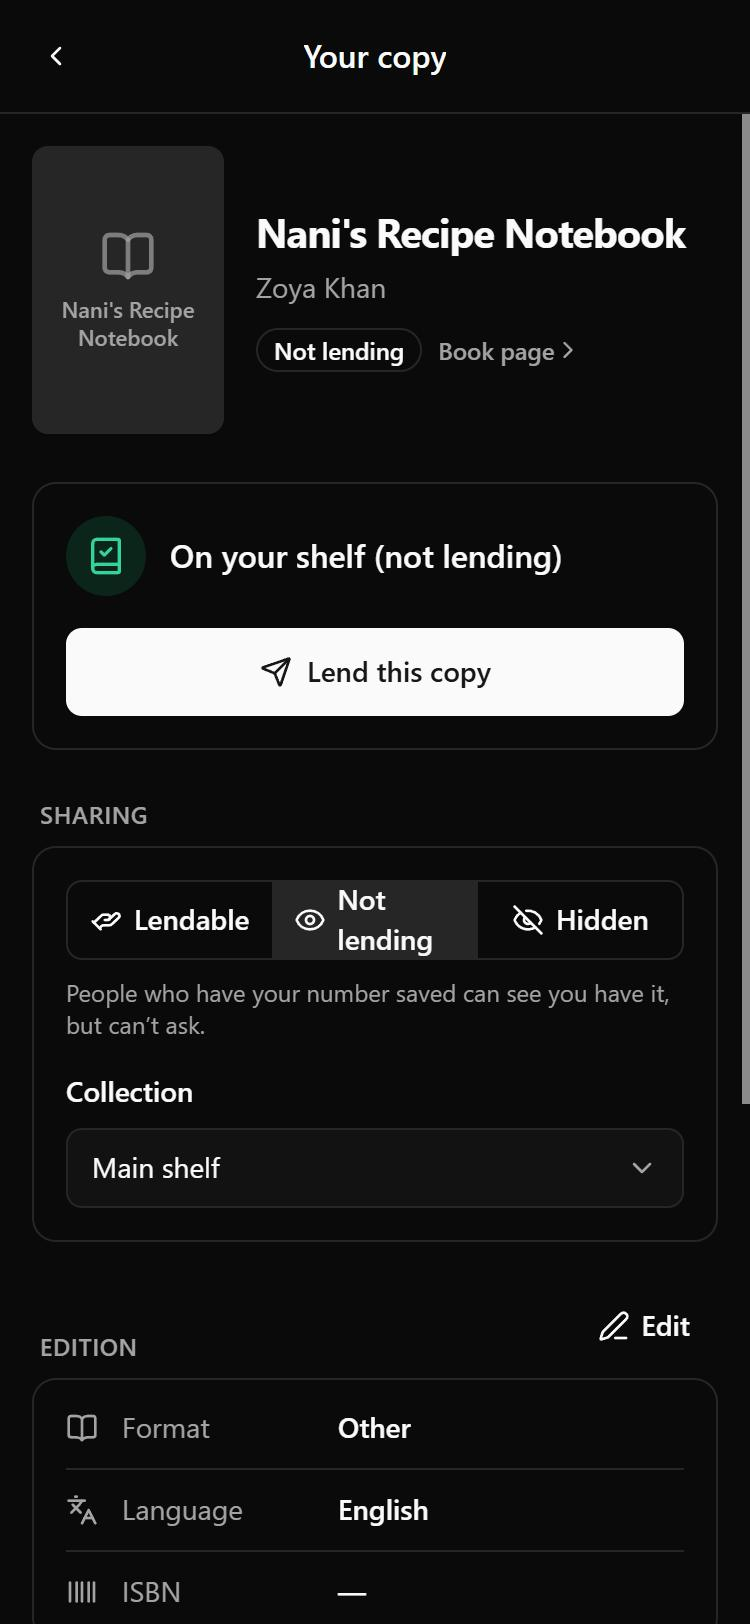 Your copy
Nani's Recipe
Notebook
Nani's Recipe Notebook
Zoya Khan
Not lending
Book page
On your shelf (not lending)
Lend this copy
SHARING
Lendable
Not
lending
Hidden
People who have your number saved can see you have it,
but can’t ask.
Collection
Main shelf
Edit
EDITION
Format Other
Language English
ISBN —